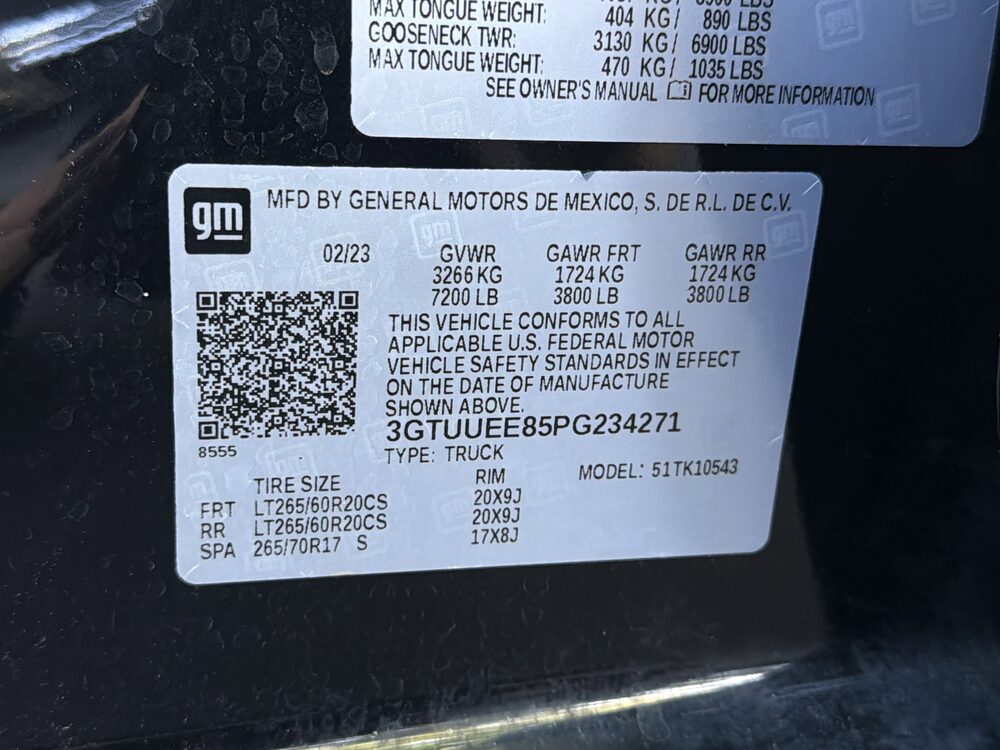 MAX TONGUE WEIGHT: 404 KG/ 890 LBS
GOOSENECK TWR: 3130 KG/ 6900 LBS
MAX TONGUE WEIGHT: 470 KG/ 1035 LBS
SEE OWNER'S MANUAL FOR MORE INFORMATION
gm
MFD BY GENERAL MOTORS DE MEXICO, S. DE R.L. DE C.V.
02/23 GVWR GAWR FRT GAWR RR
3266 KG 1724 KG 1724 KG
7200 LB 3800 LB 3800 LB
THIS VEHICLE CONFORMS TO ALL
APPLICABLE U.S. FEDERAL MOTOR
VEHICLE SAFETY STANDARDS IN EFFECT
ON THE DATE OF MANUFACTURE
SHOWN ABOVE.
3GTUUEE85PG234271
8555
TYPE: TRUCK MODEL: 51TK10543
TIRE SIZE RIM
FRT LT265/60R20CS 20X9J
RR LT265/60R20CS 20X9J
SPA 265/70R17 S 17X8J